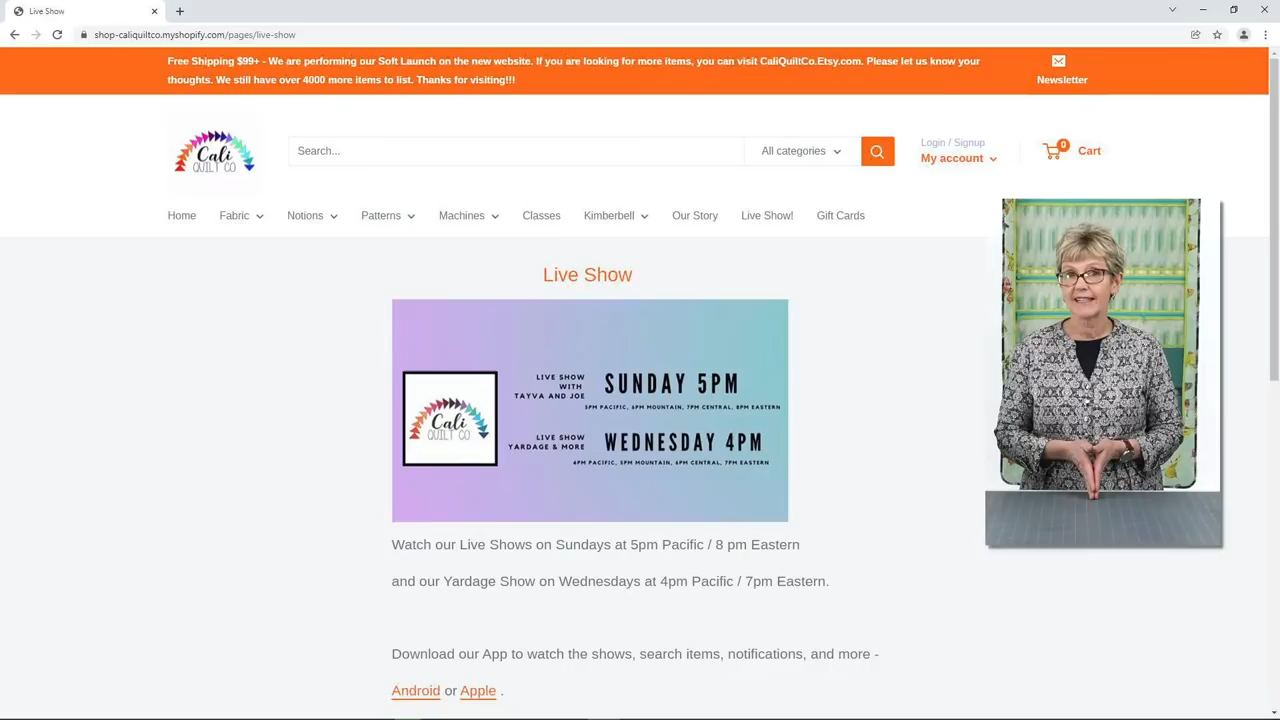 Live Show
shop-caliquiltco.myshopify.com/pages/live-show
Free Shipping $99+ - We are performing our Soft Launch on the new website. If you are looking for more items, you can visit CaliQuiltCo.Etsy.com. Please let us know your
thoughts. We still have over 4000 more items to list. Thanks for visiting!!!
Newsletter
Cali
QUILT CO
Search...
All categories
Login / Signup
My account
0
Cart
Home
Fabric
Notions
Patterns
Machines
Classes
Kimberbell
Our Story
Live Show!
Gift Cards
Live Show
Cali
QUILT CO
LIVE SHOW
WITH
TAYVA AND JOE
SUNDAY 5PM
5PM PACIFIC, 6PM MOUNTAIN, 7PM CENTRAL, 8PM EASTERN
LIVE SHOW
YARDAGE & MORE
WEDNESDAY 4PM
4PM PACIFIC, 5PM MOUNTAIN, 6PM CENTRAL, 7PM EASTERN
Watch our Live Shows on Sundays at 5pm Pacific / 8 pm Eastern
and our Yardage Show on Wednesdays at 4pm Pacific / 7pm Eastern.
Download our App to watch the shows, search items, notifications, and more -
Android or Apple .